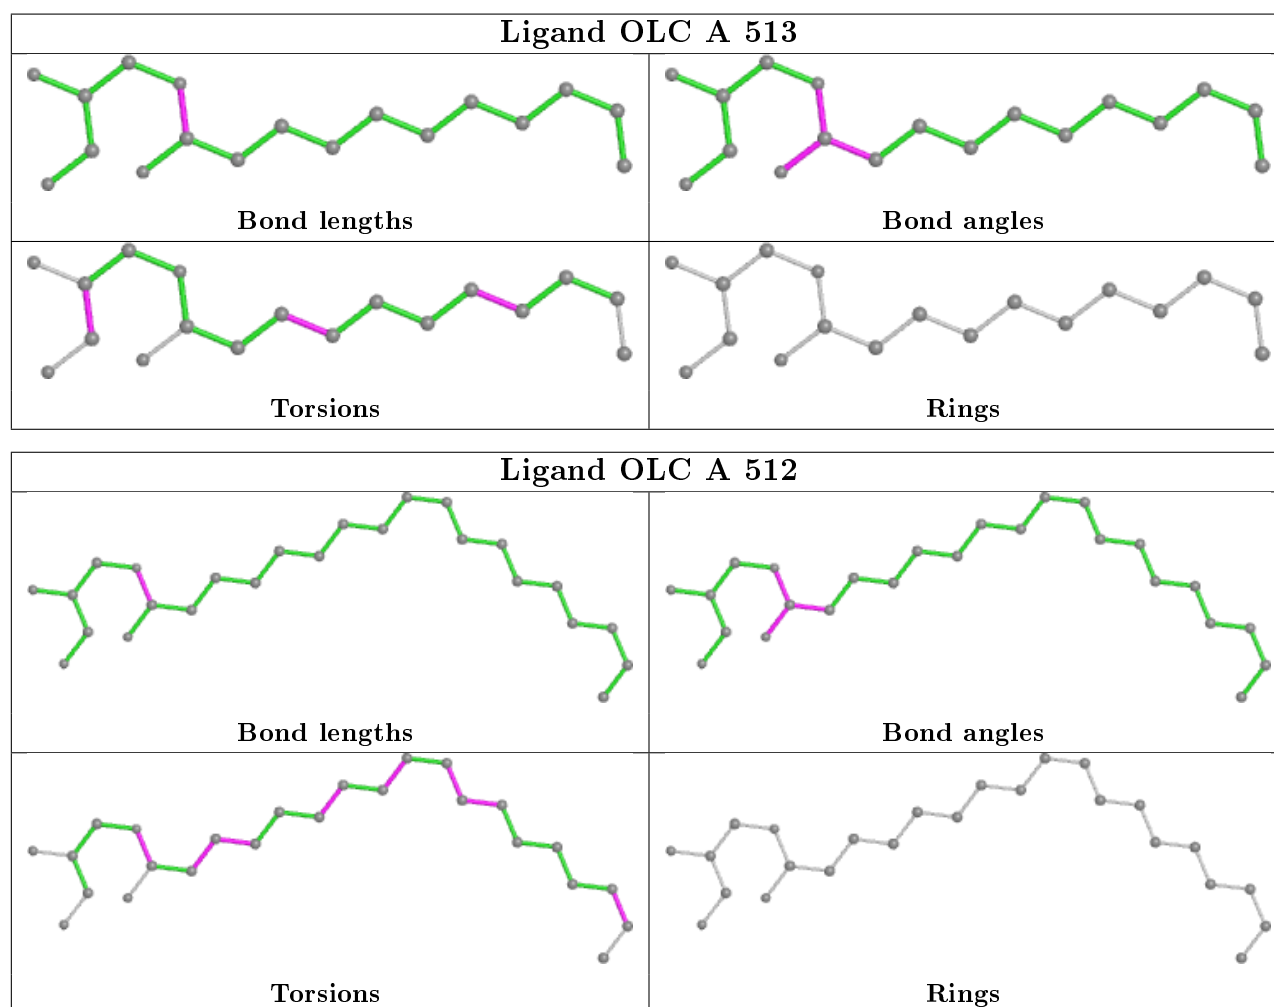 Ligand OLC A 513
Bond lengths
Bond angles
Torsions
Rings
Ligand OLC A 512
Bond lengths
Bond angles
Torsions
Rings